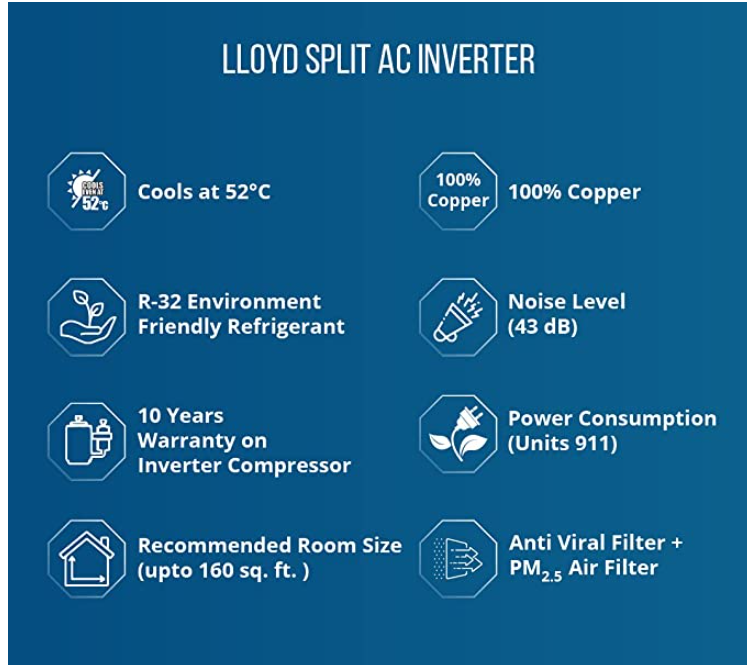 LLOYD SPLIT AC INVERTER
COOLS
EVEN AT
52°C
Cools at 52°C
100%
Copper
100% Copper
R-32 Environment
Friendly Refrigerant
Noise Level
(43 dB)
10 Years
Warranty on
Inverter Compressor
Power Consumption
(Units 911)
Recommended Room Size
(upto 160 sq. ft. )
Anti Viral Filter +
PM2.5 Air Filter